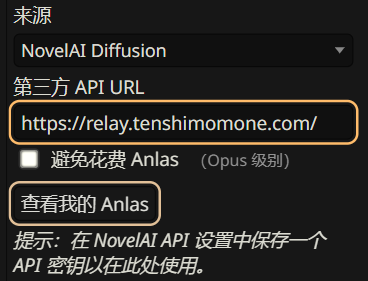 来源
NovelAI Diffusion
第三方 API URL
https://relay.tenshimomone.com/
避免花费 Anlas (Opus 级别)
查看我的 Anlas
提示：在 NovelAI API 设置中保存一个
API 密钥以在此处使用。